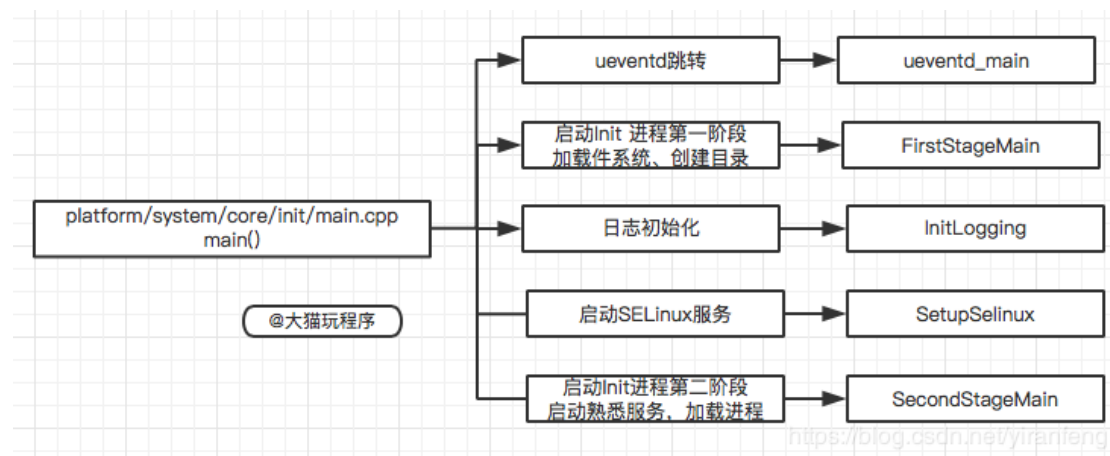 ueventd跳转
ueventd_main
启动Init 进程第一阶段
加载件系统、创建目录
FirstStageMain
platform/system/core/init/main.cpp
main()
日志初始化
InitLogging
@大猫玩程序
启动SELinux服务
SetupSelinux
启动Init进程第二阶段
启动熟悉服务，加载进程
SecondStageMain
https://blog.csdn.net/yiranfeng